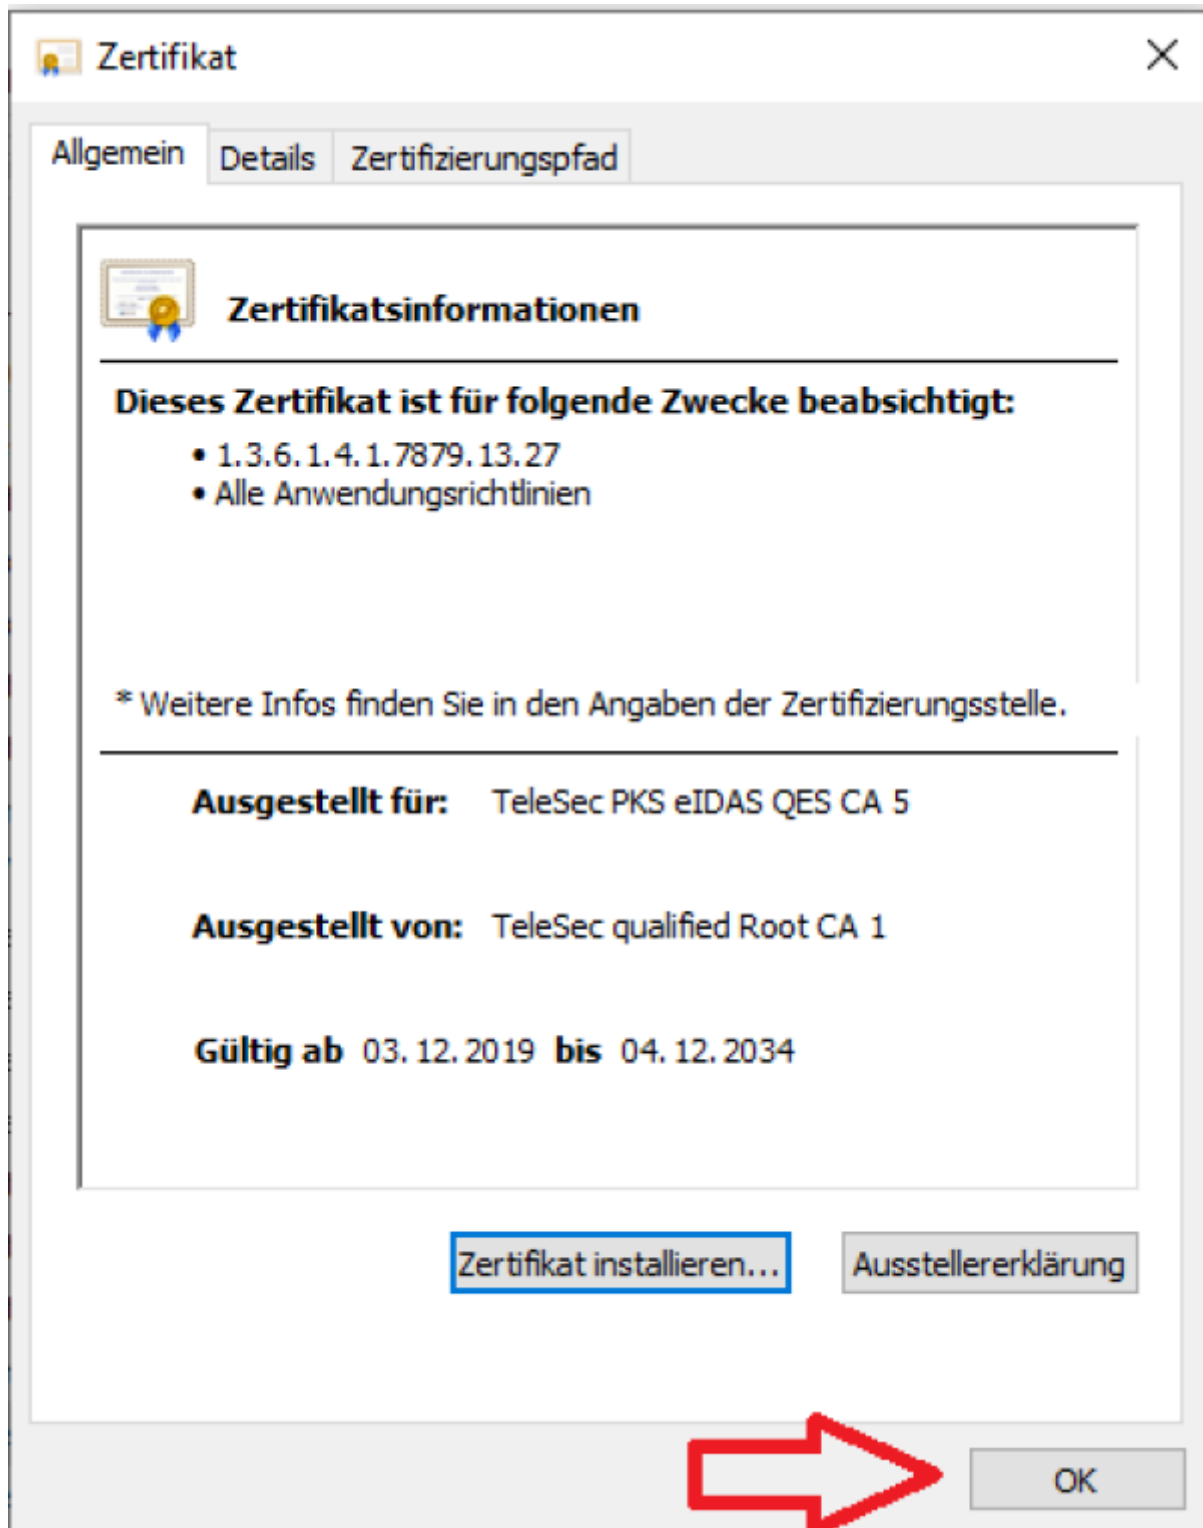 Zertifikat
Allgemein Details Zertifizierungspfad
Zertifikatsinformationen
Dieses Zertifikat ist für folgende Zwecke beabsichtigt:
• 1.3.6.1.4.1.7879.13.27
• Alle Anwendungsrichtlinien
* Weitere Infos finden Sie in den Angaben der Zertifizierungsstelle.
Ausgestellt für: TeleSec PKS eIDAS QES CA 5
Ausgestellt von: TeleSec qualified Root CA 1
Gültig ab 03.12.2019 bis 04.12.2034
Zertifikat installieren... Ausstellererklärung
OK